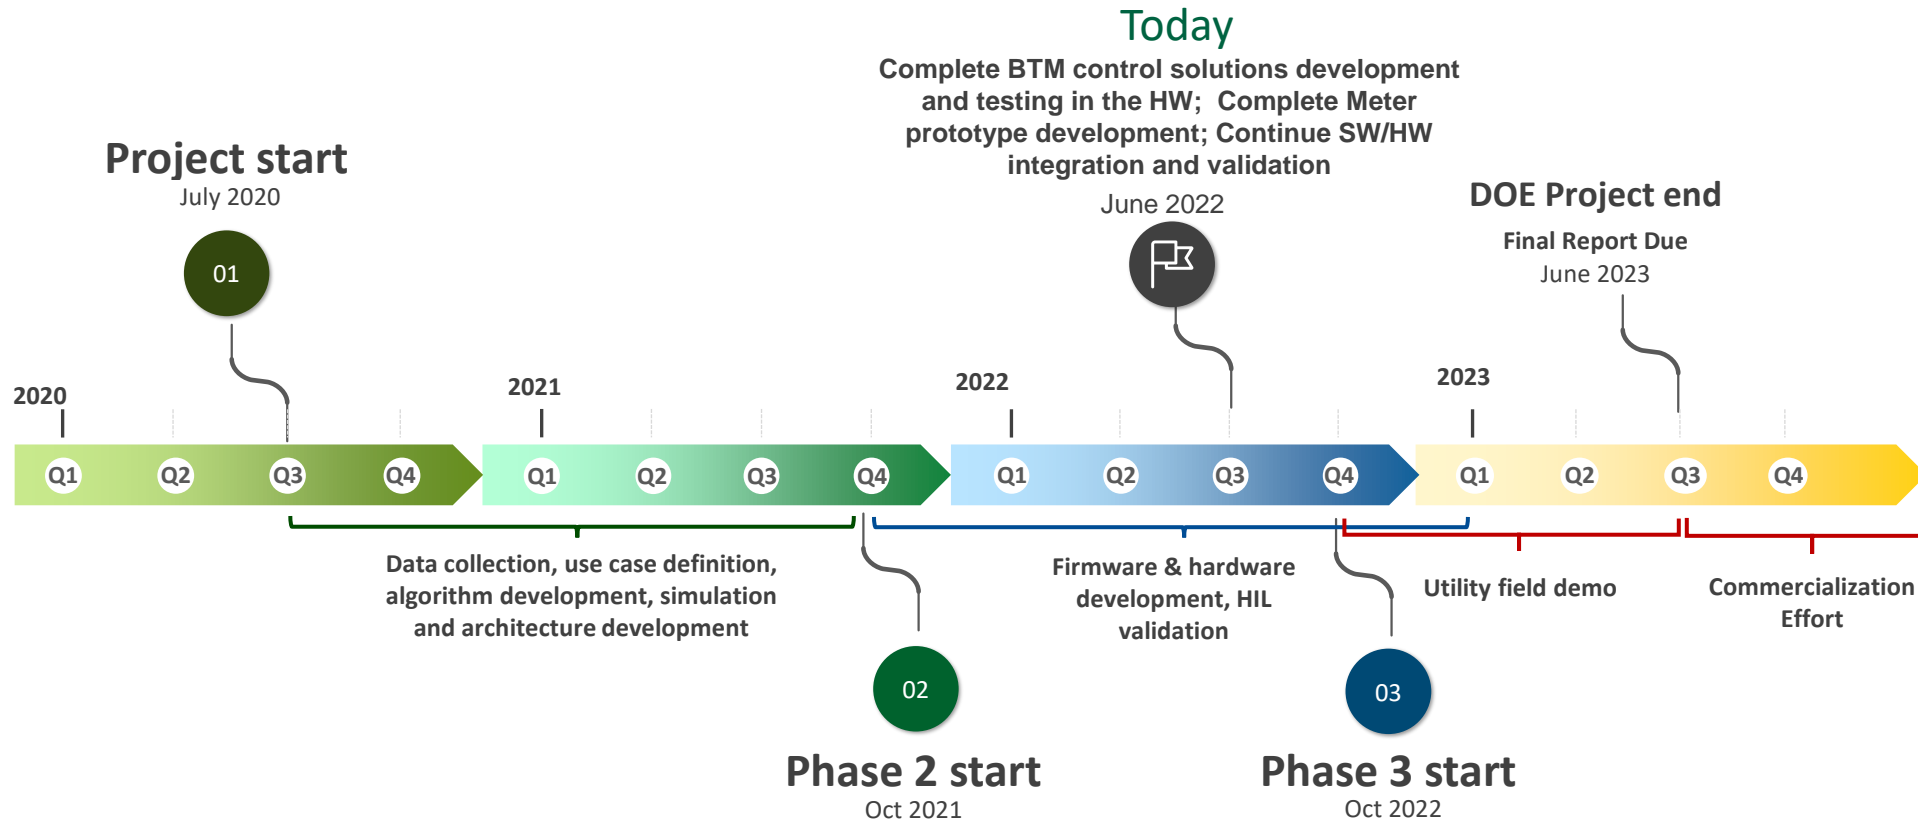 Today
Complete BTM control solutions development
and testing in the HW; Complete Meter
prototype development; Continue SW/HW
integration and validation
June 2022
Project start
July 2020
01
DOE Project end
Final Report Due
June 2023
2020
2021
2022
2023
Q1
Q2
Q3
Q4
Q1
Q2
Q3
Q4
Q1
Q2
Q3
Q4
Q1
Q2
Q3
Q4
Data collection, use case definition,
algorithm development, simulation
and architecture development
Firmware & hardware
development, HIL
validation
Utility field demo
Commercialization
Effort
02
Phase 2 start
Oct 2021
03
Phase 3 start
Oct 2022